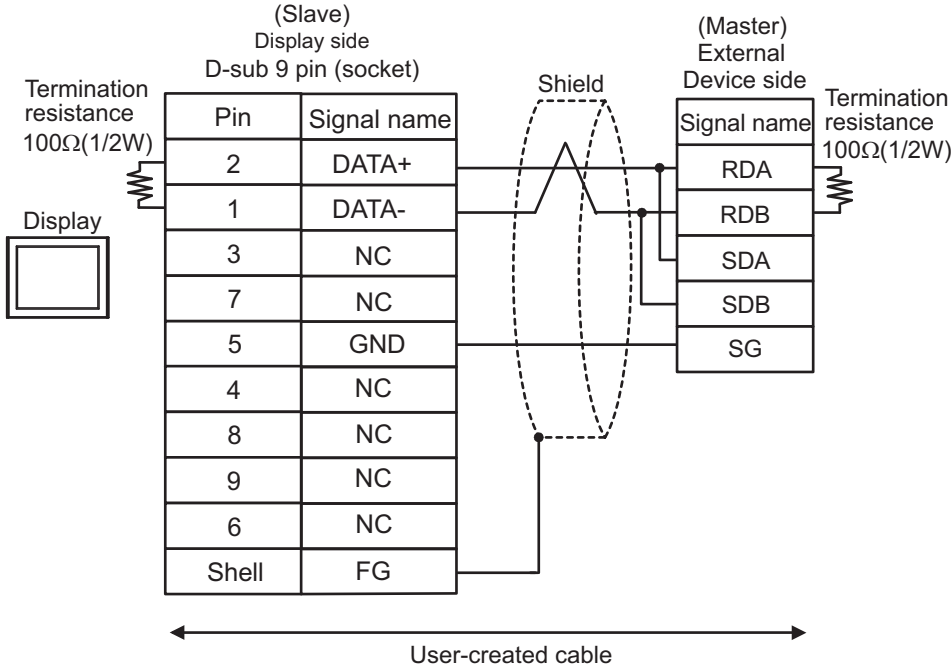 (Slave)
Display side
D-sub 9 pin (socket)
(Master)
External
Device side
Termination
resistance
100Ω(1/2W)
Shield
Termination
resistance
100Ω(1/2W)
Display
Pin Signal name
2 DATA+
1 DATA-
3 NC
7 NC
5 GND
4 NC
8 NC
9 NC
6 NC
Shell FG
Signal name
RDA
RDB
SDA
SDB
SG
User-created cable